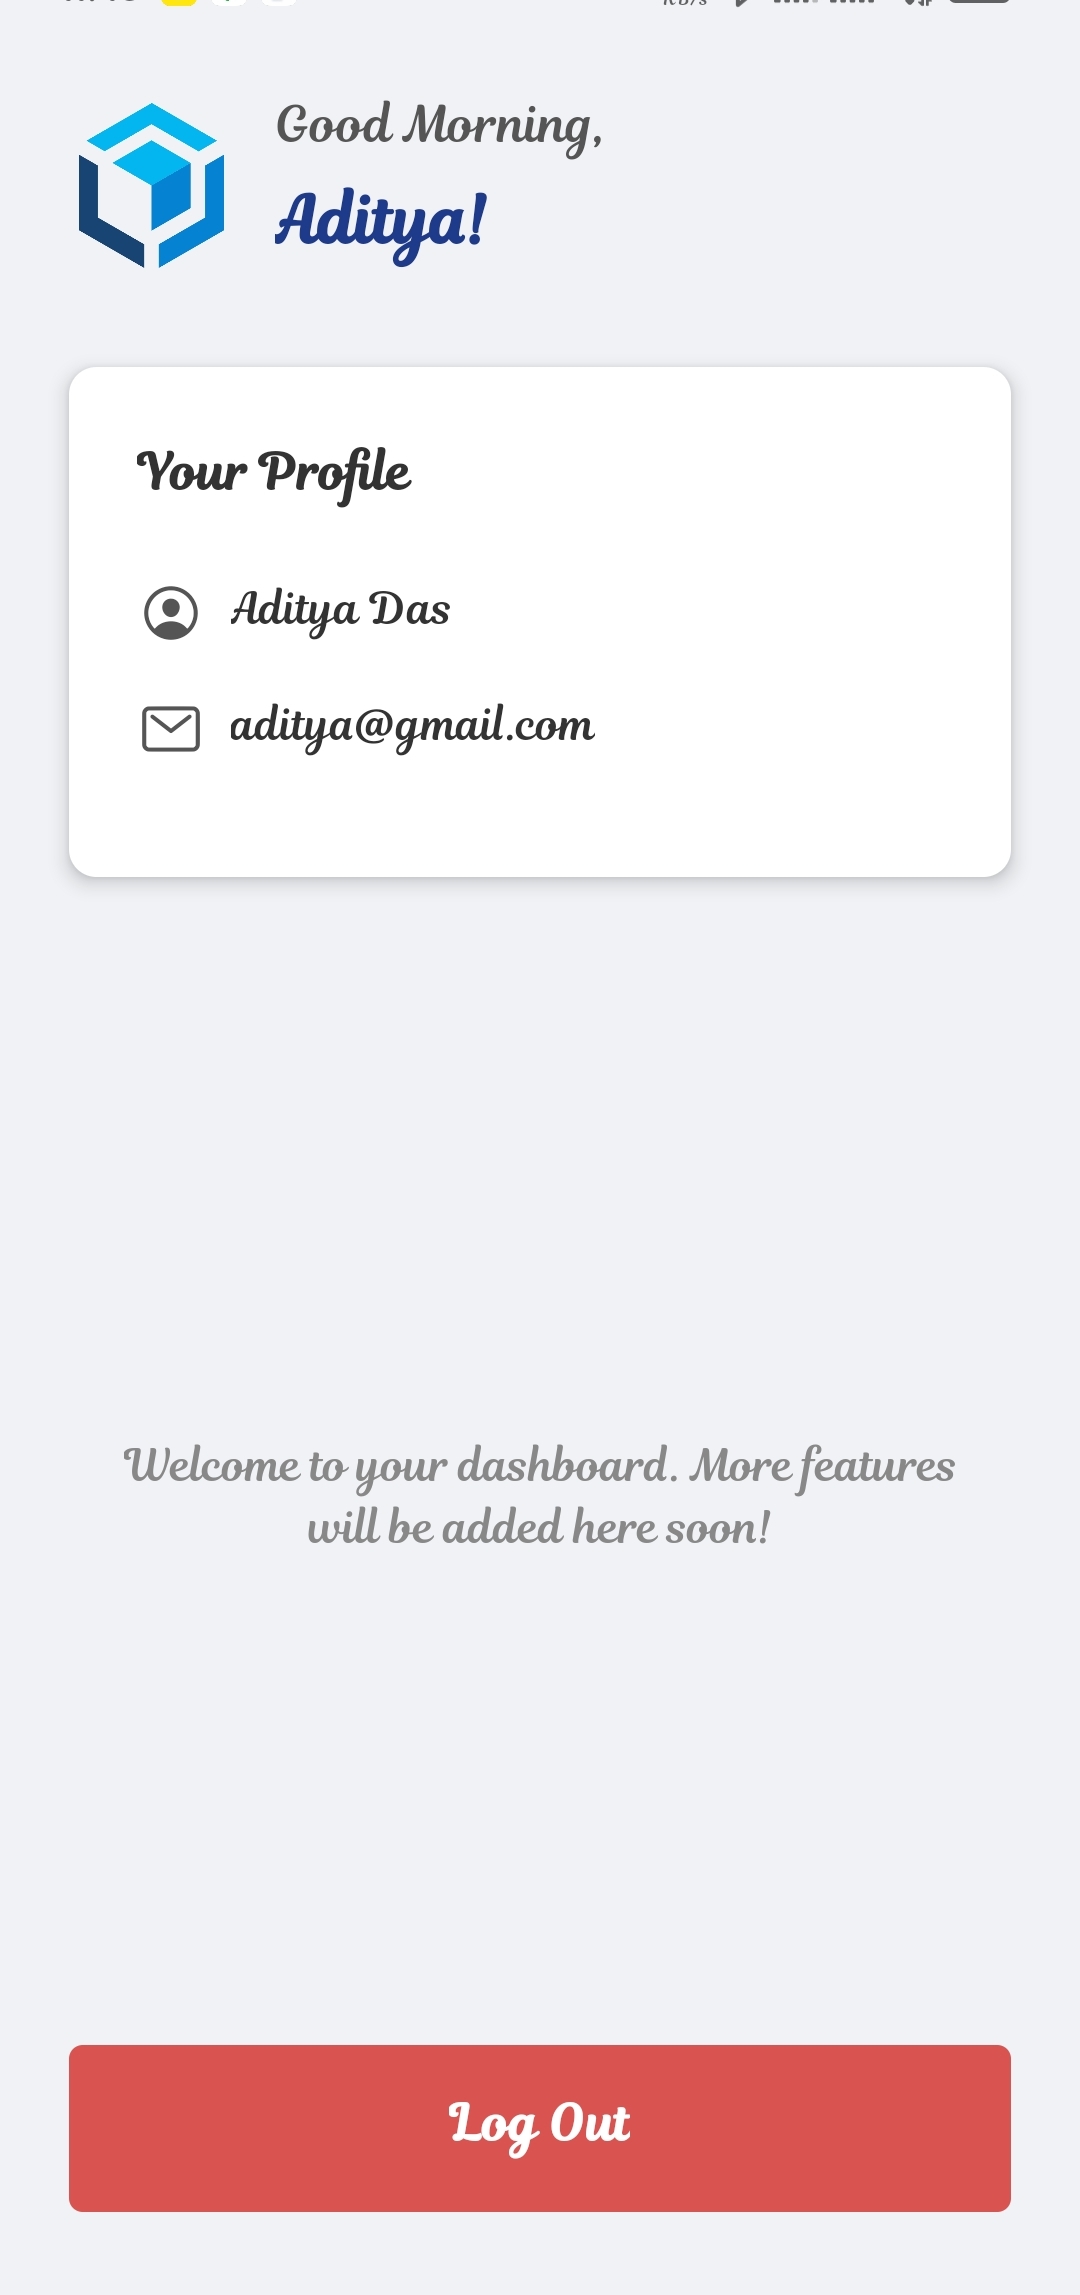 Good Morning,
Aditya!
Your Profile
Aditya Das
aditya@gmail.com
Welcome to your dashboard. More features
will be added here soon!
Log Out